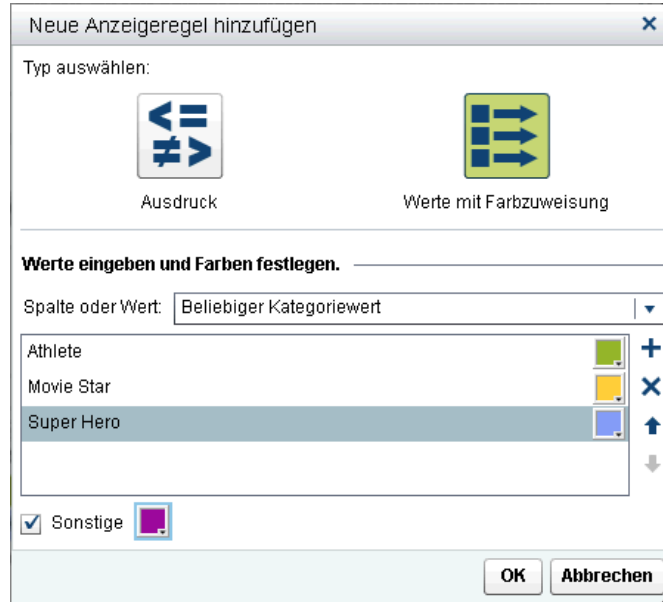 Neue Anzeigeregel hinzufügen
Typ auswählen:
Ausdruck
Werte mit Farbzuweisung
Werte eingeben und Farben festlegen.
Spalte oder Wert: Beliebiger Kategoriewert
Athlete
Movie Star
Super Hero
Sonstige
OK Abbrechen